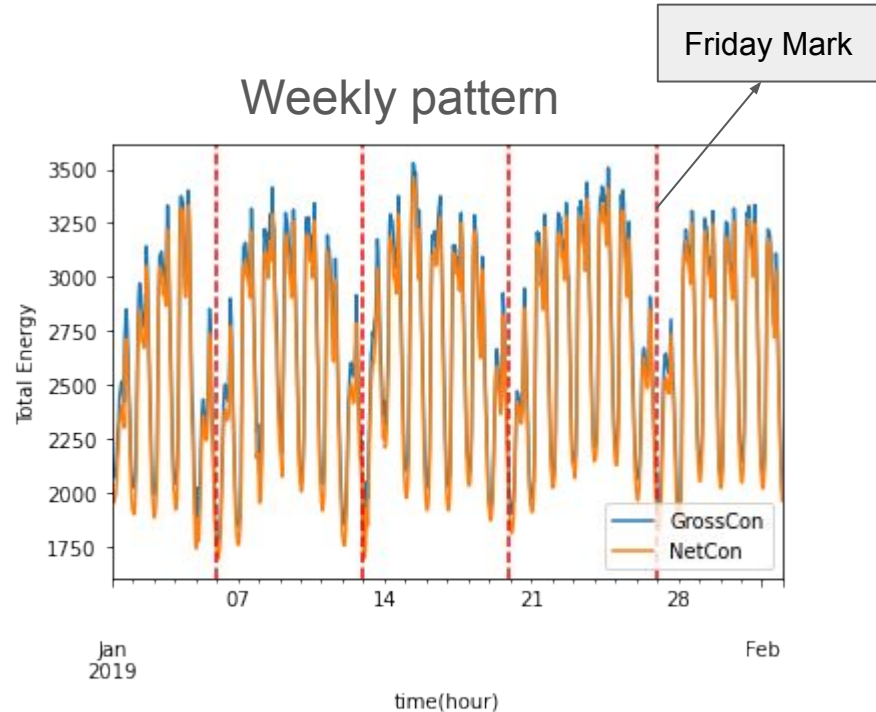 Friday Mark
Weekly pattern
3500
3250
3000
2750
2500
2250
2000
1750
Total Energy
GrossCon
NetCon
07
14
21
28
Jan
2019
Feb
time(hour)